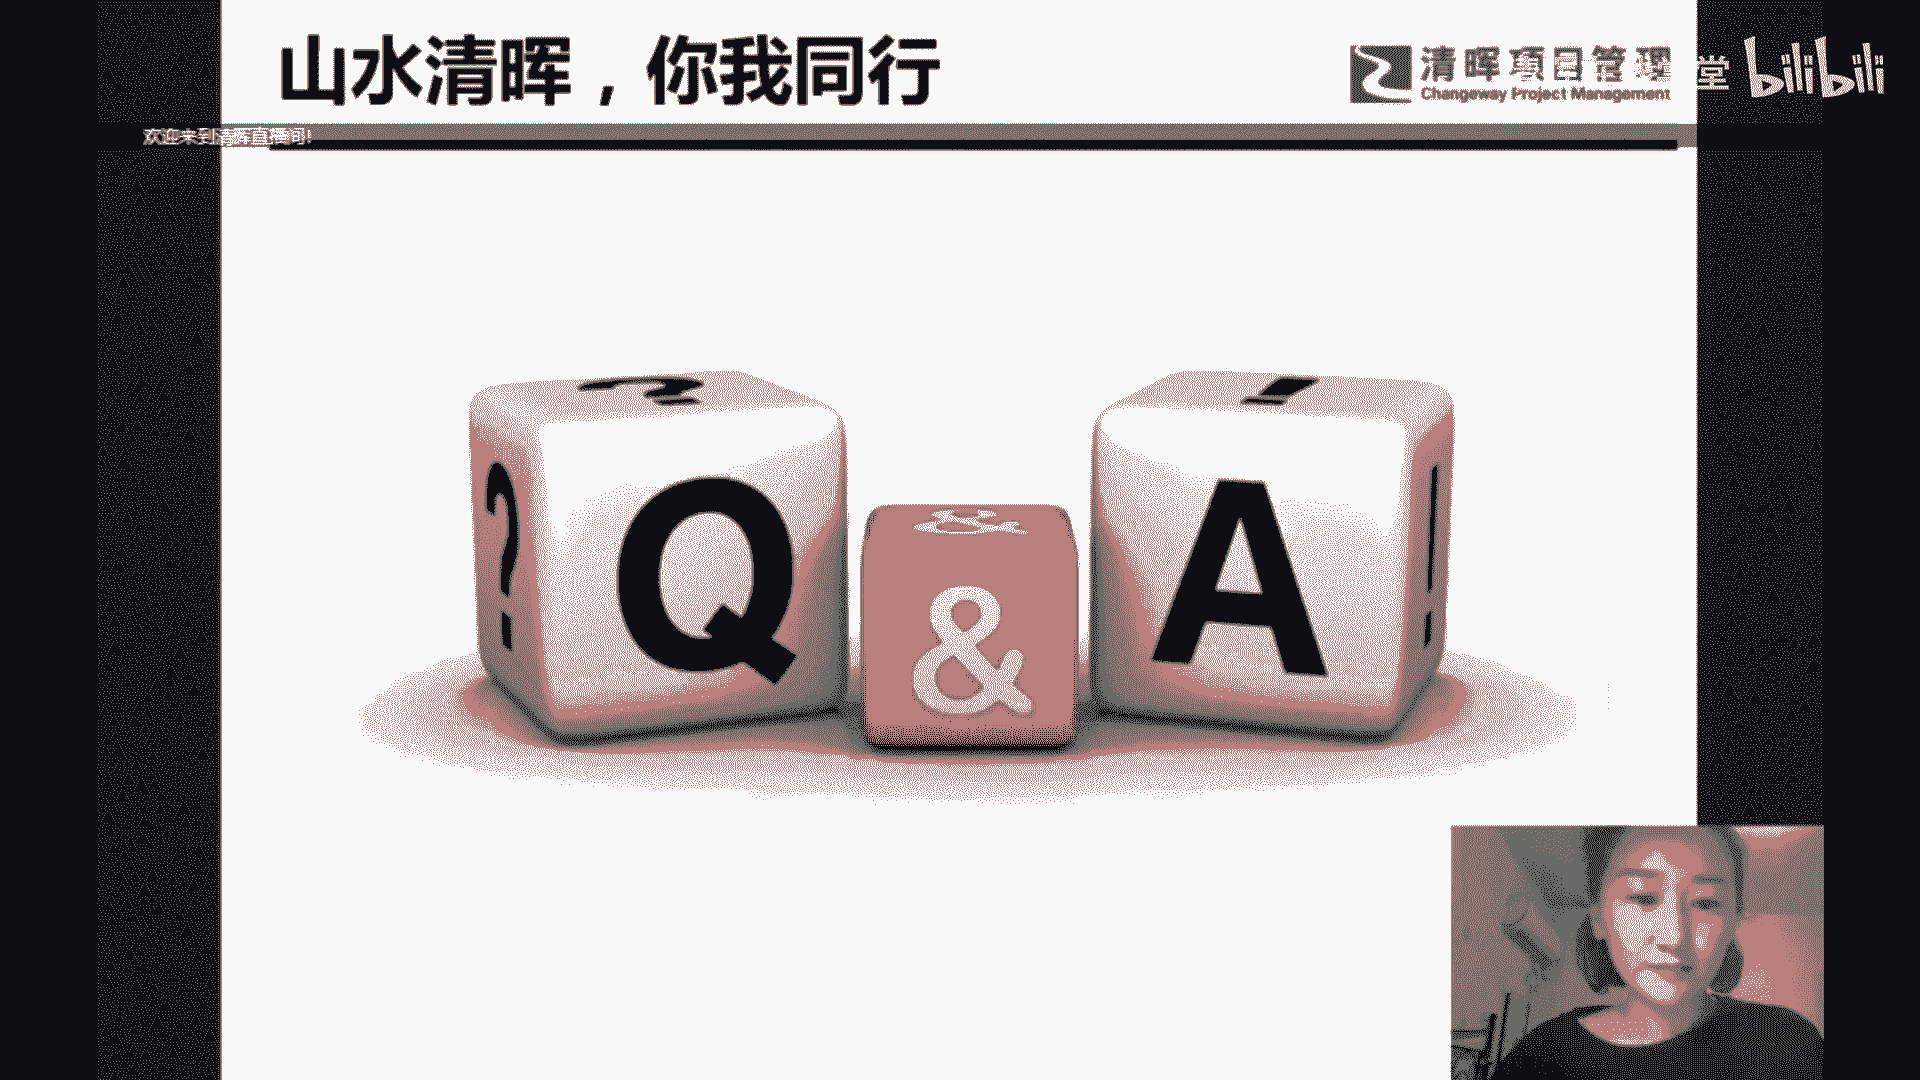 山水清晖，你我同行
清晖項目管理
Changeway Project Management
堂 bilibili
欢迎来到清晖直播间!
? ? Q & & A ! !